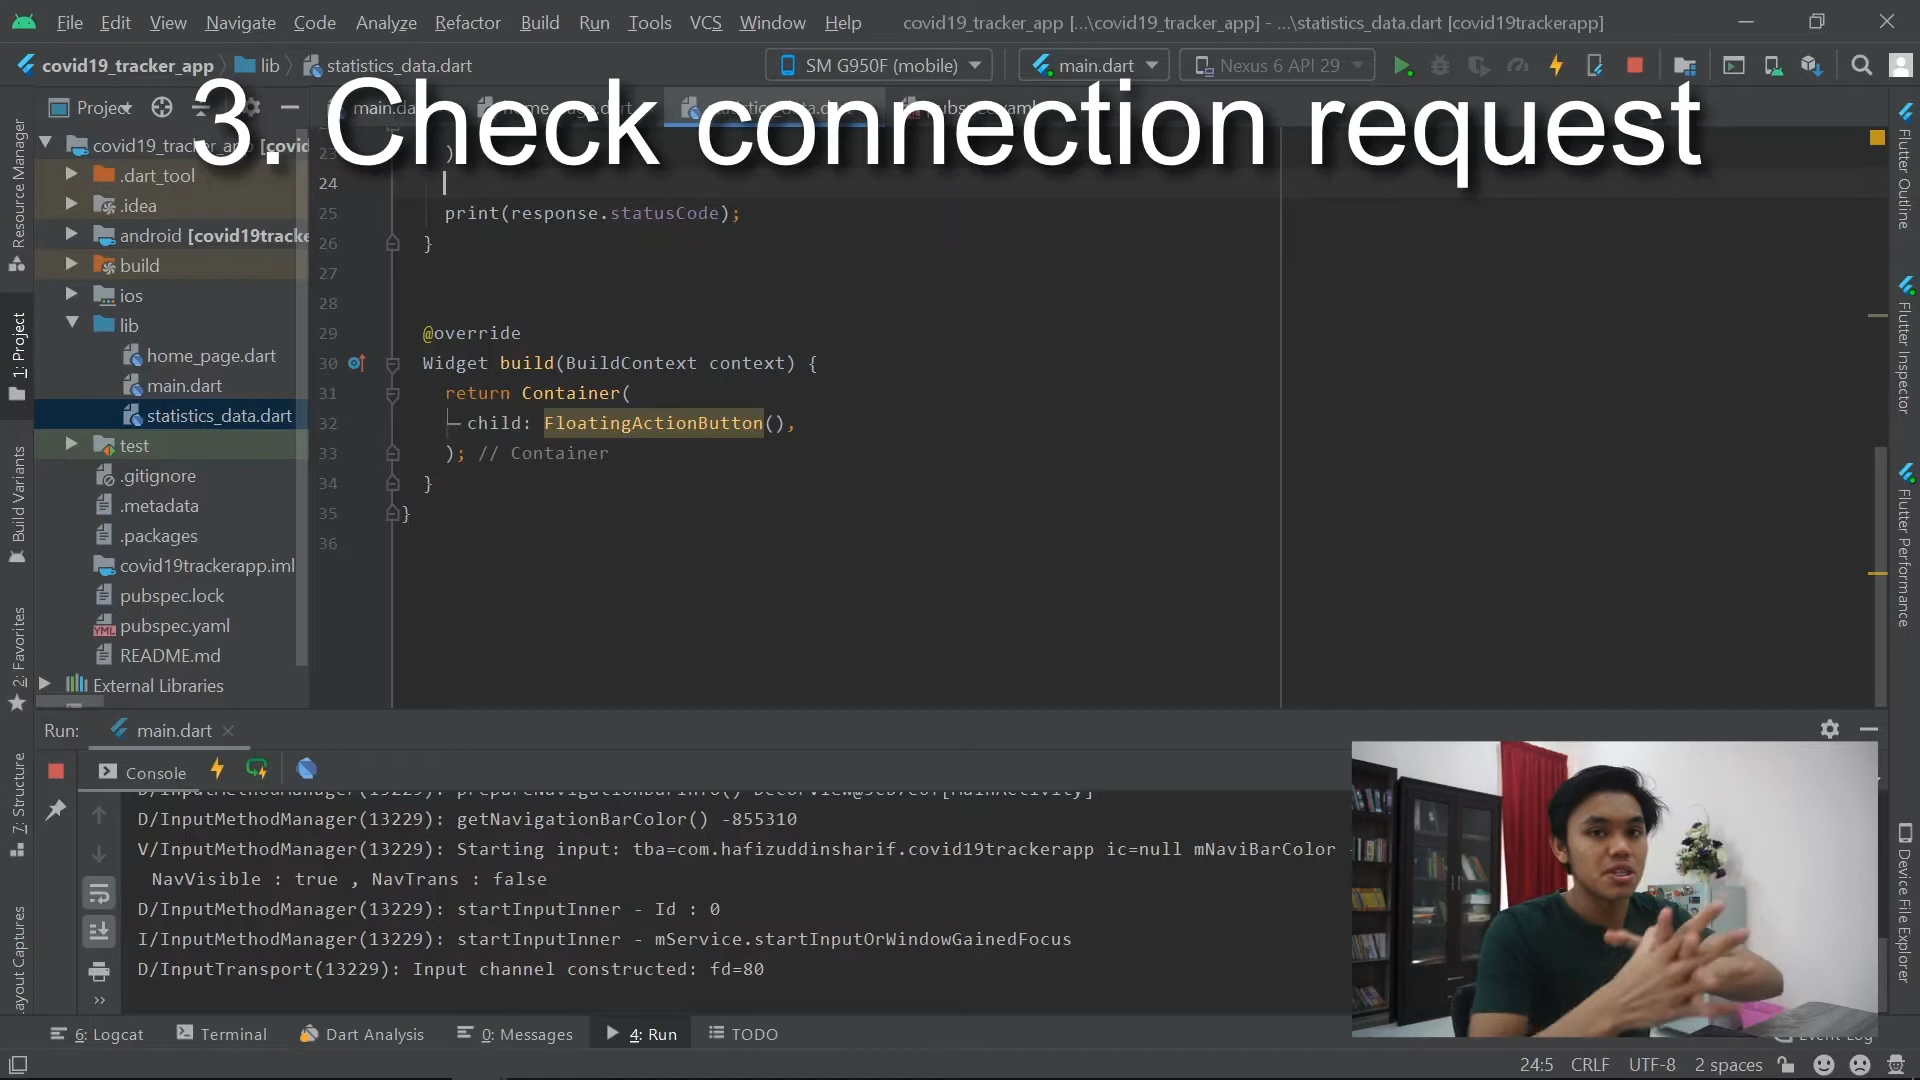 File Edit View Navigate Code Analyze Refactor Build Run Tools VCS Window Help covid19_tracker_app [...\covid19_tracker_app] - ...\statistics_data.dart [covid19trackerapp]
covid19_tracker_app lib statistics_data.dart SM G950F (mobile) main.dart Nexus 6 API 29
3. Check connection request
Project
covid19_tracker_app [covid
.dart_tool
.idea
android [covid19tracke
build
ios
lib
home_page.dart
main.dart
statistics_data.dart
test
.gitignore
.metadata
.packages
covid19trackerapp.iml
pubspec.lock
pubspec.yaml
README.md
External Libraries
Resource Manager
1: Project
Build Variants
2: Favorites
7: Structure
ayout Captures
23 )
24
25 print(response.statusCode);
26 }
27
28
29 @override
30 Widget build(BuildContext context) {
31 return Container(
32 child: FloatingActionButton(),
33 ); // Container
34 }
35 }
36
Flutter Outline
Flutter Inspector
Flutter Performance
Device File Explorer
Run: main.dart
Console
D/InputMethodManager(13229): getNavigationBarColor() -855310
V/InputMethodManager(13229): Starting input: tba=com.hafizuddinsharif.covid19trackerapp ic=null mNaviBarColor -
NavVisible : true , NavTrans : false
D/InputMethodManager(13229): startInputInner - Id : 0
I/InputMethodManager(13229): startInputInner - mService.startInputOrWindowGainedFocus
D/InputTransport(13229): Input channel constructed: fd=80
6: Logcat Terminal Dart Analysis 0: Messages 4: Run TODO Event Log
24:5 CRLF UTF-8 2 spaces